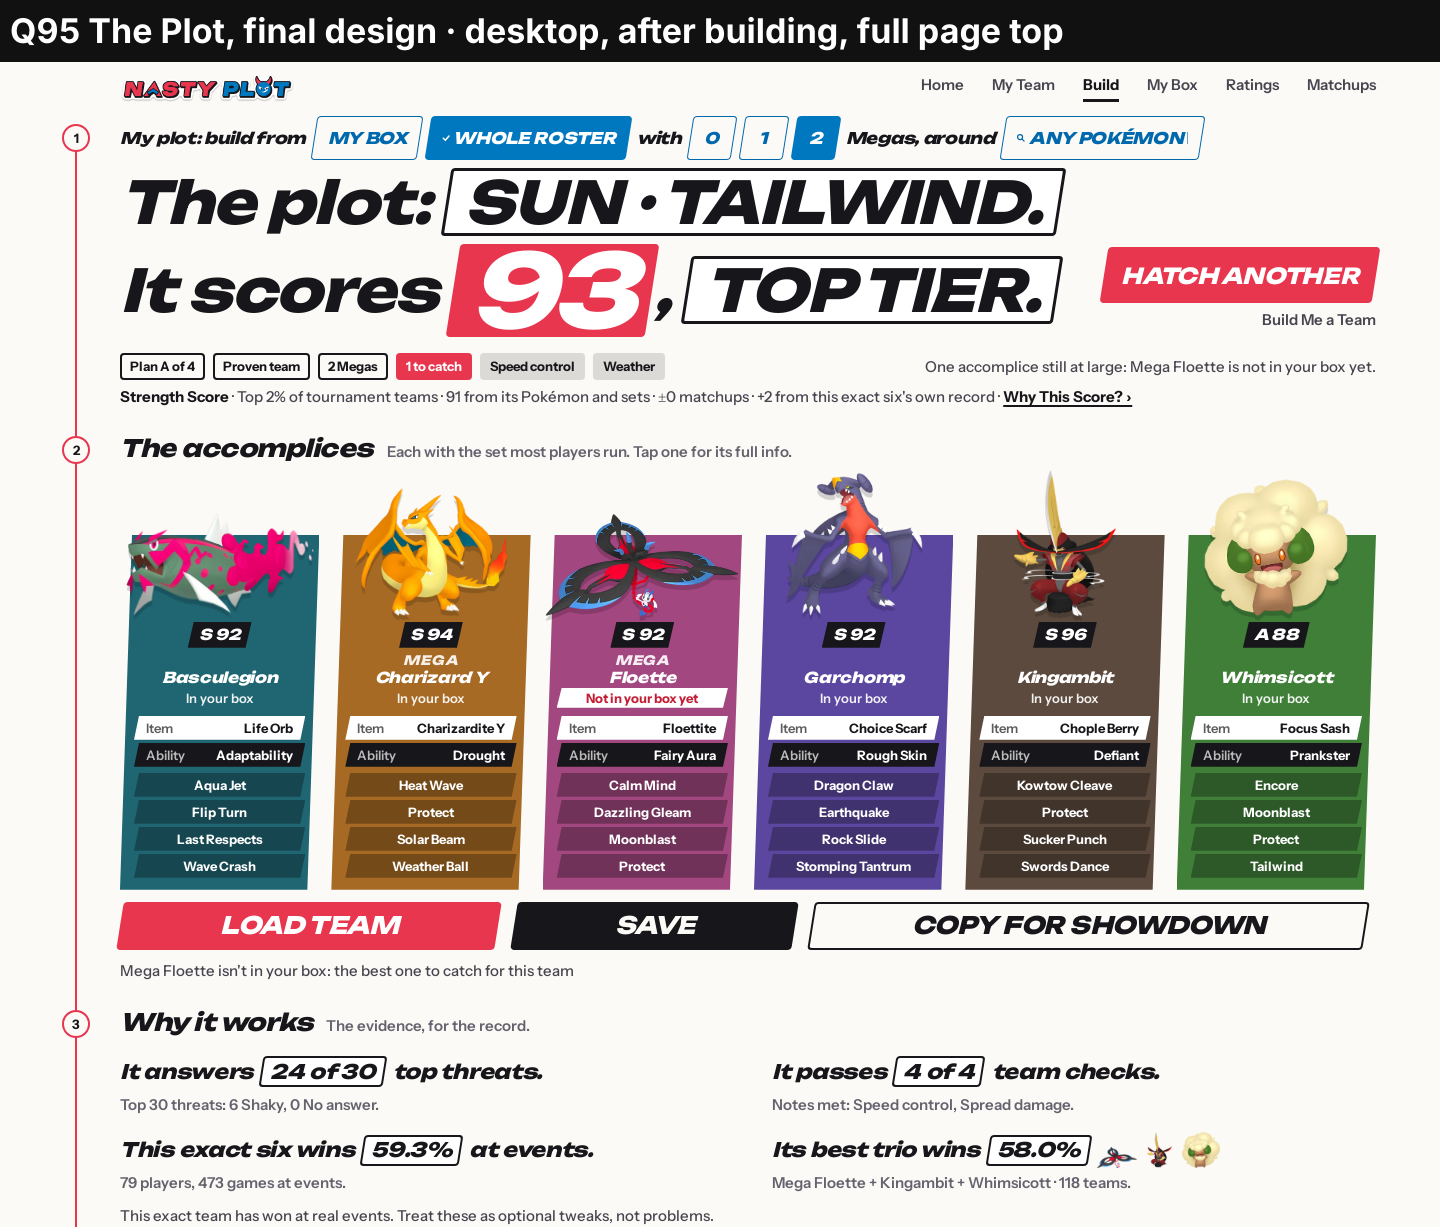 Q95 The Plot, final design · desktop, after building, full page top
NASTY PLOT
Home My Team Build My Box Ratings Matchups
1 My plot: build from MY BOX WHOLE ROSTER with 0 1 2 Megas, around ANY POKÉMON
The plot: SUN · TAILWIND.
It scores 93, TOP TIER.
HATCH ANOTHER
Build Me a Team
Plan A of 4 Proven team 2 Megas 1 to catch Speed control Weather One accomplice still at large: Mega Floette is not in your box yet.
Strength Score · Top 2% of tournament teams · 91 from its Pokémon and sets · ±0 matchups · +2 from this exact six's own record · Why This Score? ›
2 The accomplices Each with the set most players run. Tap one for its full info.
S 92
Basculegion
In your box
Item Life Orb
Ability Adaptability
Aqua Jet
Flip Turn
Last Respects
Wave Crash
S 94
MEGA
Charizard Y
In your box
Item Charizardite Y
Ability Drought
Heat Wave
Protect
Solar Beam
Weather Ball
S 92
MEGA
Floette
Not in your box yet
Item Floettite
Ability Fairy Aura
Calm Mind
Dazzling Gleam
Moonblast
Protect
S 92
Garchomp
In your box
Item Choice Scarf
Ability Rough Skin
Dragon Claw
Earthquake
Rock Slide
Stomping Tantrum
S 96
Kingambit
In your box
Item Chople Berry
Ability Defiant
Kowtow Cleave
Protect
Sucker Punch
Swords Dance
A 88
Whimsicott
In your box
Item Focus Sash
Ability Prankster
Encore
Moonblast
Protect
Tailwind
LOAD TEAM SAVE COPY FOR SHOWDOWN
Mega Floette isn't in your box: the best one to catch for this team
3 Why it works The evidence, for the record.
It answers 24 of 30 top threats.
Top 30 threats: 6 Shaky, 0 No answer.
It passes 4 of 4 team checks.
Notes met: Speed control, Spread damage.
This exact six wins 59.3% at events.
79 players, 473 games at events.
Its best trio wins 58.0%
Mega Floette + Kingambit + Whimsicott · 118 teams.
This exact team has won at real events. Treat these as optional tweaks, not problems.